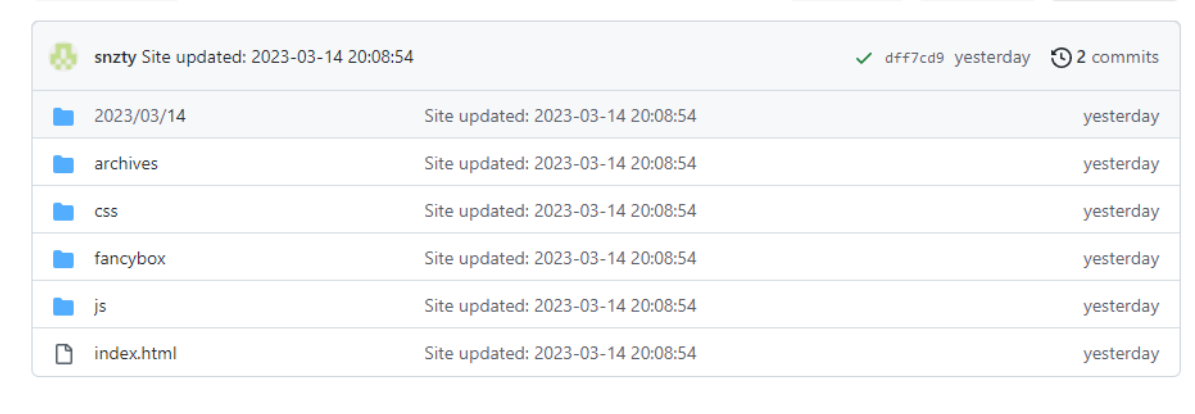 snzty Site updated: 2023-03-14 20:08:54 dff7cd9 yesterday 2 commits
2023/03/14 Site updated: 2023-03-14 20:08:54 yesterday
archives Site updated: 2023-03-14 20:08:54 yesterday
css Site updated: 2023-03-14 20:08:54 yesterday
fancybox Site updated: 2023-03-14 20:08:54 yesterday
js Site updated: 2023-03-14 20:08:54 yesterday
index.html Site updated: 2023-03-14 20:08:54 yesterday